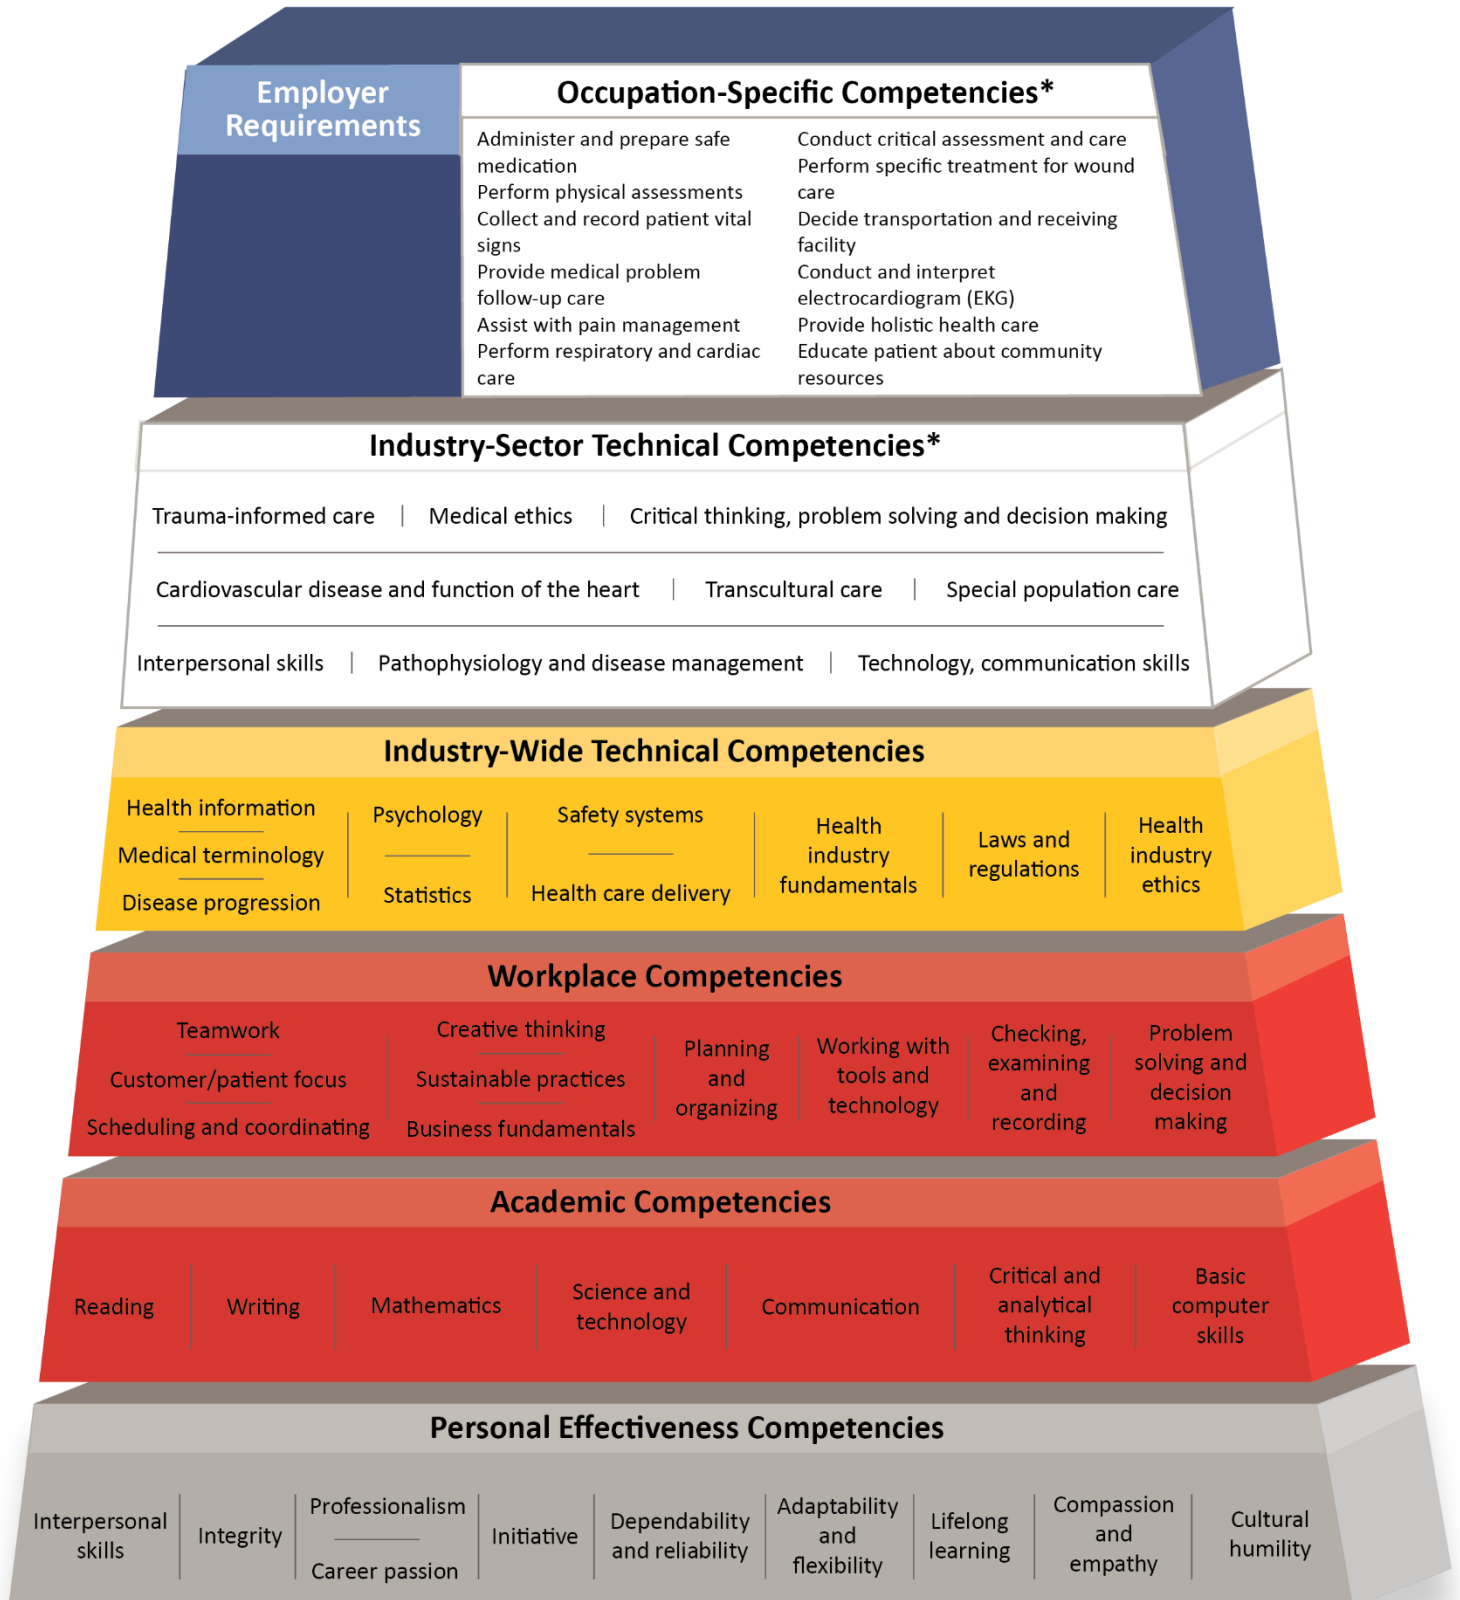 Employer
Requirements
Occupation-Specific Competencies*
Administer and prepare safe
medication
Perform physical assessments
Collect and record patient vital
signs
Provide medical problem
follow-up care
Assist with pain management
Perform respiratory and cardiac
care
Conduct critical assessment and care
Perform specific treatment for wound
care
Decide transportation and receiving
facility
Conduct and interpret
electrocardiogram (EKG)
Provide holistic health care
Educate patient about community
resources
Industry-Sector Technical Competencies*
Trauma-informed care | Medical ethics | Critical thinking, problem solving and decision making
Cardiovascular disease and function of the heart | Transcultural care | Special population care
Interpersonal skills | Pathophysiology and disease management | Technology, communication skills
Industry-Wide Technical Competencies
Health information
Medical terminology
Disease progression
Psychology
Statistics
Safety systems
Health care delivery
Health
industry
fundamentals
Laws and
regulations
Health
industry
ethics
Workplace Competencies
Teamwork
Customer/patient focus
Scheduling and coordinating
Creative thinking
Sustainable practices
Business fundamentals
Planning
and
organizing
Working with
tools and
technology
Checking,
examining
and
recording
Problem
solving and
decision
making
Academic Competencies
Reading
Writing
Mathematics
Science and
technology
Communication
Critical and
analytical
thinking
Basic
computer
skills
Personal Effectiveness Competencies
Interpersonal
skills
Integrity
Professionalism
Career passion
Initiative
Dependability
and reliability
Adaptability
and
flexibility
Lifelong
learning
Compassion
and
empathy
Cultural
humility